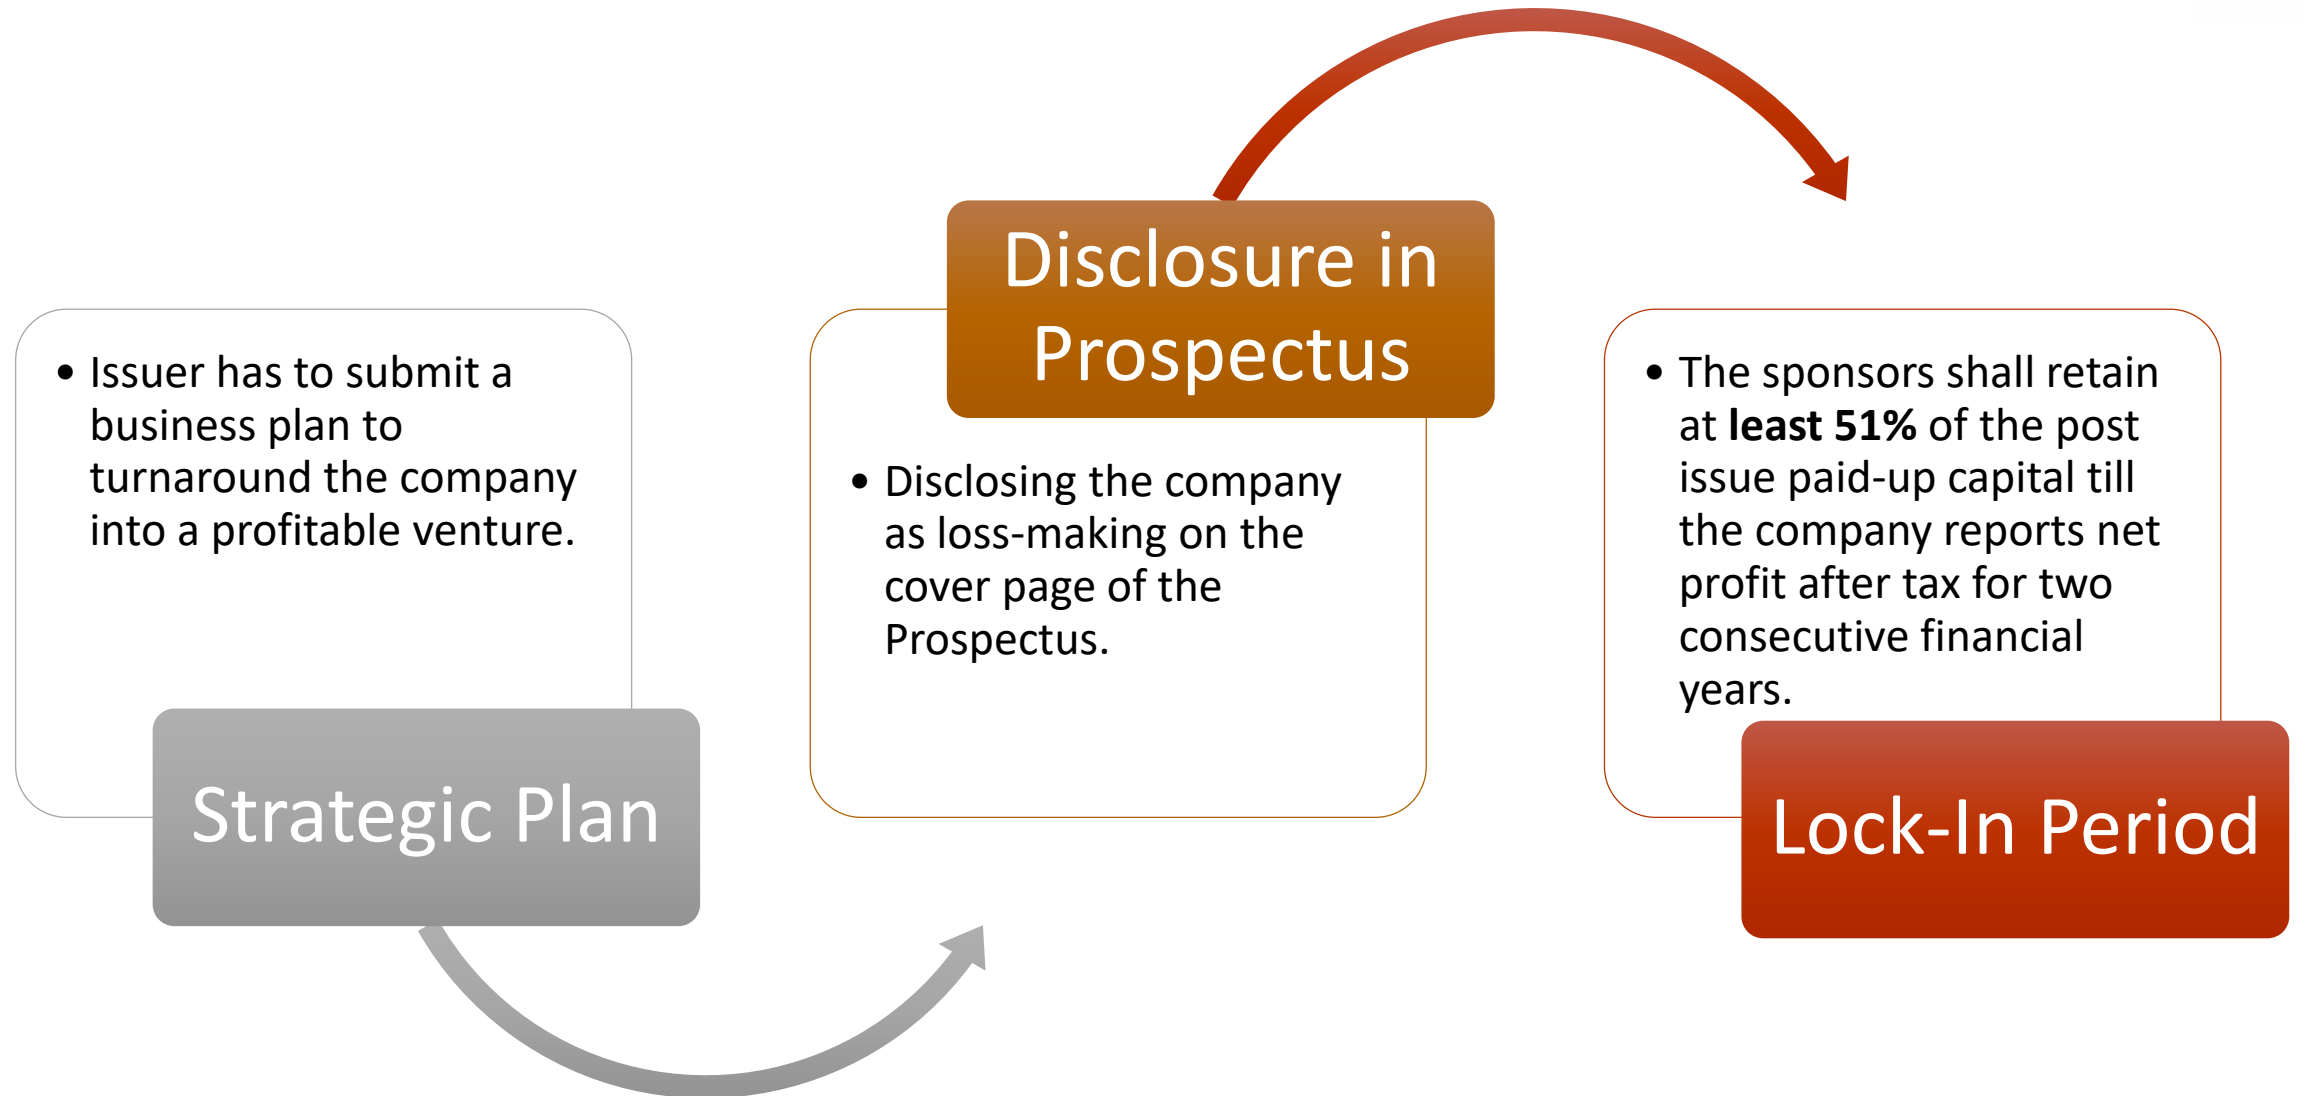 • Issuer has to submit a
business plan to
turnaround the company
into a profitable venture.
Strategic Plan
Disclosure in
Prospectus
• Disclosing the company
as loss-making on the
cover page of the
Prospectus.
• The sponsors shall retain
at least 51% of the post
issue paid-up capital till
the company reports net
profit after tax for two
consecutive financial
years.
Lock-In Period